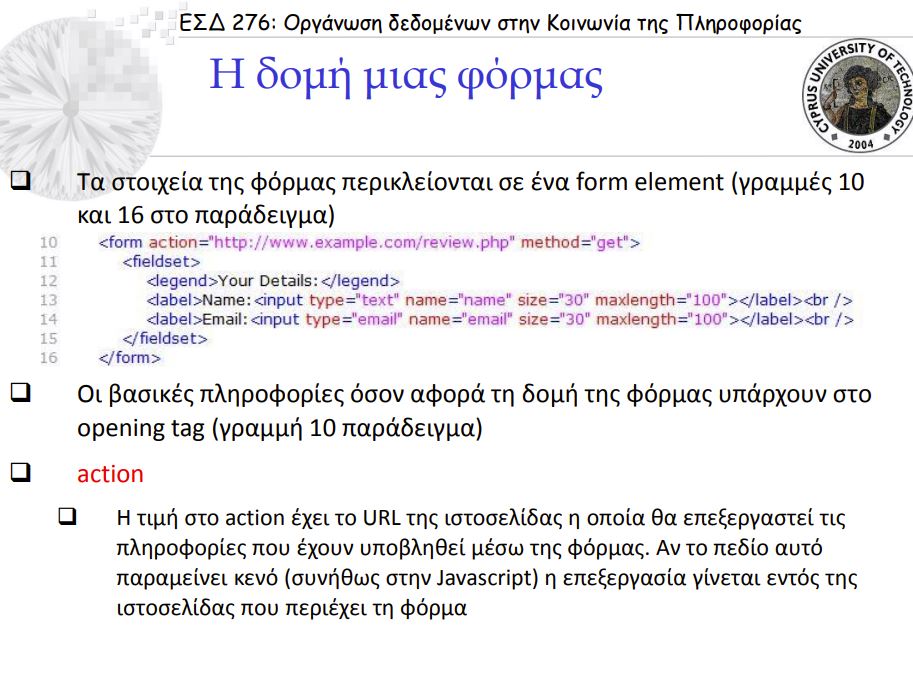 ΕΣΔ 276: Οργάνωση δεδομένων στην Κοινωνία της Πληροφορίας
Η δομή μιας φόρμας
CYPRUS UNIVERSITY OF TECHNOLOGY
2004
Τα στοιχεία της φόρμας περικλείονται σε ένα form element (γραμμές 10
και 16 στο παράδειγμα)
10 <form action="http://www.example.com/review.php" method="get">
11 <fieldset>
12 <legend>Your Details:</legend>
13 <label>Name:<input type="text" name="name" size="30" maxlength="100"></label><br />
14 <label>Email:<input type="email" name="email" size="30" maxlength="100"></label><br />
15 </fieldset>
16 </form>
Οι βασικές πληροφορίες όσον αφορά τη δομή της φόρμας υπάρχουν στο
opening tag (γραμμή 10 παράδειγμα)
action
Η τιμή στο action έχει το URL της ιστοσελίδας η οποία θα επεξεργαστεί τις
πληροφορίες που έχουν υποβληθεί μέσω της φόρμας. Αν το πεδίο αυτό
παραμείνει κενό (συνήθως στην Javascript) η επεξεργασία γίνεται εντός της
ιστοσελίδας που περιέχει τη φόρμα